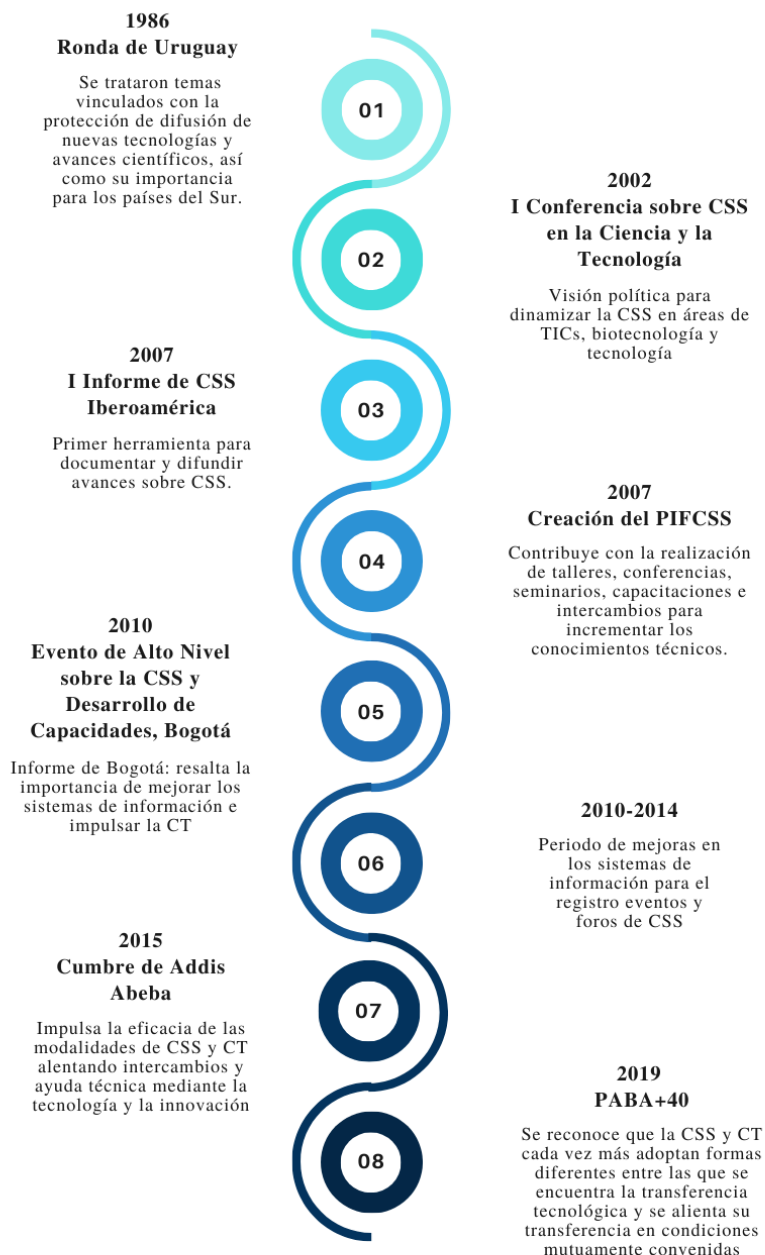 1986
Ronda de Uruguay
Se trataron temas
vinculados con la
protección de difusión de
nuevas tecnologías y
avances científicos, así
como su importancia
para los países del Sur.
01
2002
I Conferencia sobre CSS
en la Ciencia y la
Tecnología
Visión política para
dinamizar la CSS en áreas de
TICs, biotecnología y
tecnología
02
2007
I Informe de CSS
Iberoamérica
Primer herramienta para
documentar y difundir
avances sobre CSS.
03
2007
Creación del PIFCSS
Contribuye con la realización
de talleres, conferencias,
seminarios, capacitaciones e
intercambios para
incrementar los
conocimientos técnicos.
04
2010
Evento de Alto Nivel
sobre la CSS y
Desarrollo de
Capacidades, Bogotá
Informe de Bogotá: resalta la
importancia de mejorar los
sistemas de información e
impulsar la CT
05
2010-2014
Periodo de mejoras en
los sistemas de
información para el
registro eventos y
foros de CSS
06
2015
Cumbre de Addis
Abeba
Impulsa la eficacia de las
modalidades de CSS y CT
alentando intercambios y
ayuda técnica mediante la
tecnología y la innovación
07
2019
PABA+40
Se reconoce que la CSS y CT
cada vez más adoptan formas
diferentes entre las que se
encuentra la transferencia
tecnológica y se alienta su
transferencia en condiciones
mutuamente convenidas
08